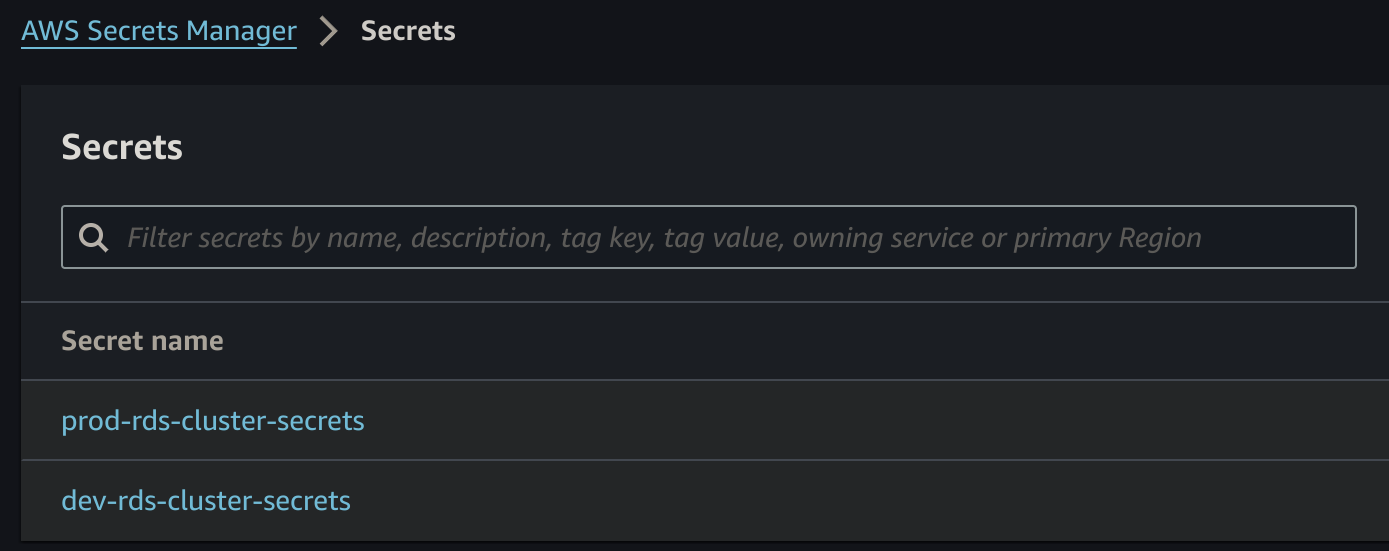 AWS Secrets Manager > Secrets
Secrets
Filter secrets by name, description, tag key, tag value, owning service or primary Region
Secret name
prod-rds-cluster-secrets
dev-rds-cluster-secrets